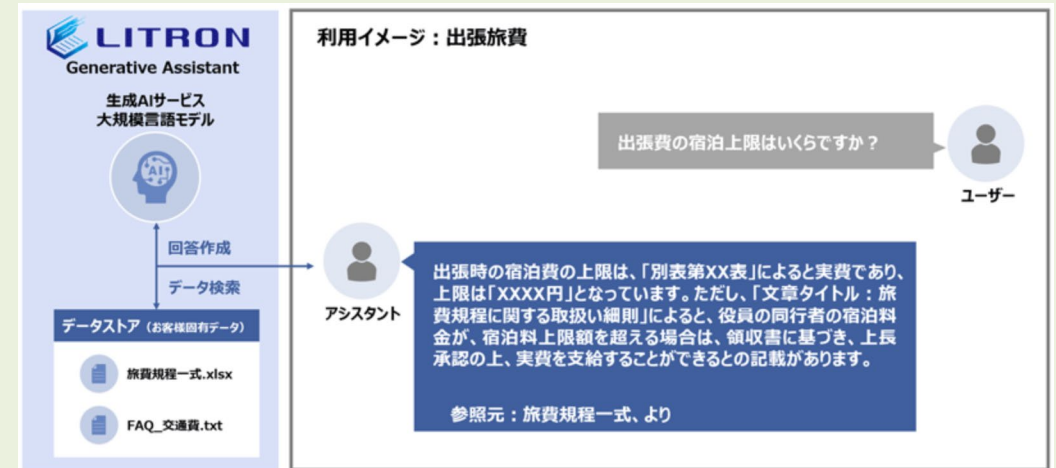 LITRON
Generative Assistant
生成AIサービス
大規模言語モデル
AI
回答作成
データ検索
データストア（お客様固有データ）
旅費規程一式.xlsx
FAQ_交通費.txt
利用イメージ：出張旅費
出張費の宿泊上限はいくらですか？
ユーザー
アシスタント
出張時の宿泊費の上限は、「別表第XX表」によると実費であり、
上限は「XXXX円」となっています。ただし、「文章タイトル：旅
費規程に関する取扱い細則」によると、役員の同行者の宿泊料
金が、宿泊料上限額を超える場合は、領収書に基づき、上長
承認の上、実費を支給することができるとの記載があります。
参照元：旅費規程一式、より